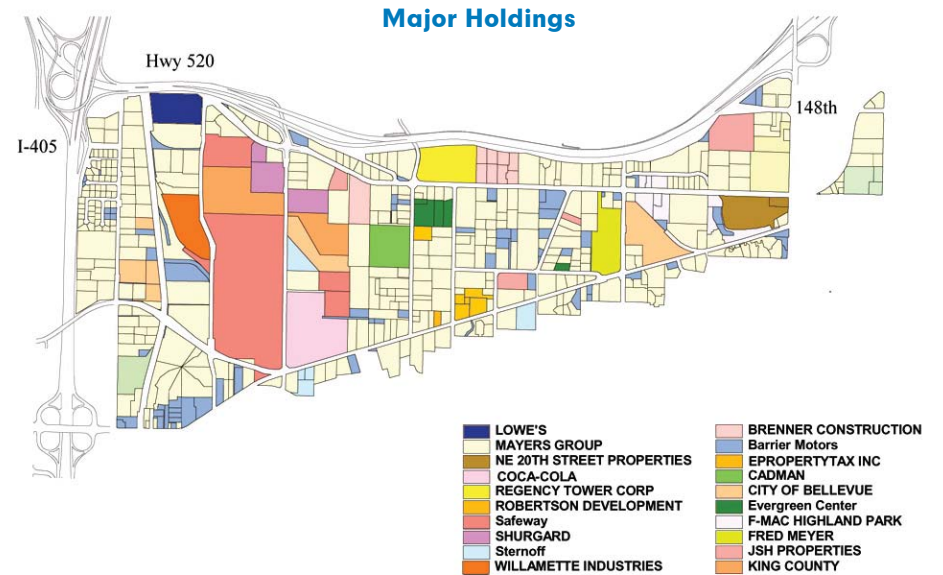 Major Holdings
Hwy 520
148th
I-405
LOWE'S
MAYERS GROUP
NE 20TH STREET PROPERTIES
COCA-COLA
REGENCY TOWER CORP
ROBERTSON DEVELOPMENT
Safeway
SHURGARD
Sternoff
WILLAMETTE INDUSTRIES
BRENNER CONSTRUCTION
Barrier Motors
EPROPERTYTAX INC
CADMAN
CITY OF BELLEVUE
Evergreen Center
F-MAC HIGHLAND PARK
FRED MEYER
JSH PROPERTIES
KING COUNTY